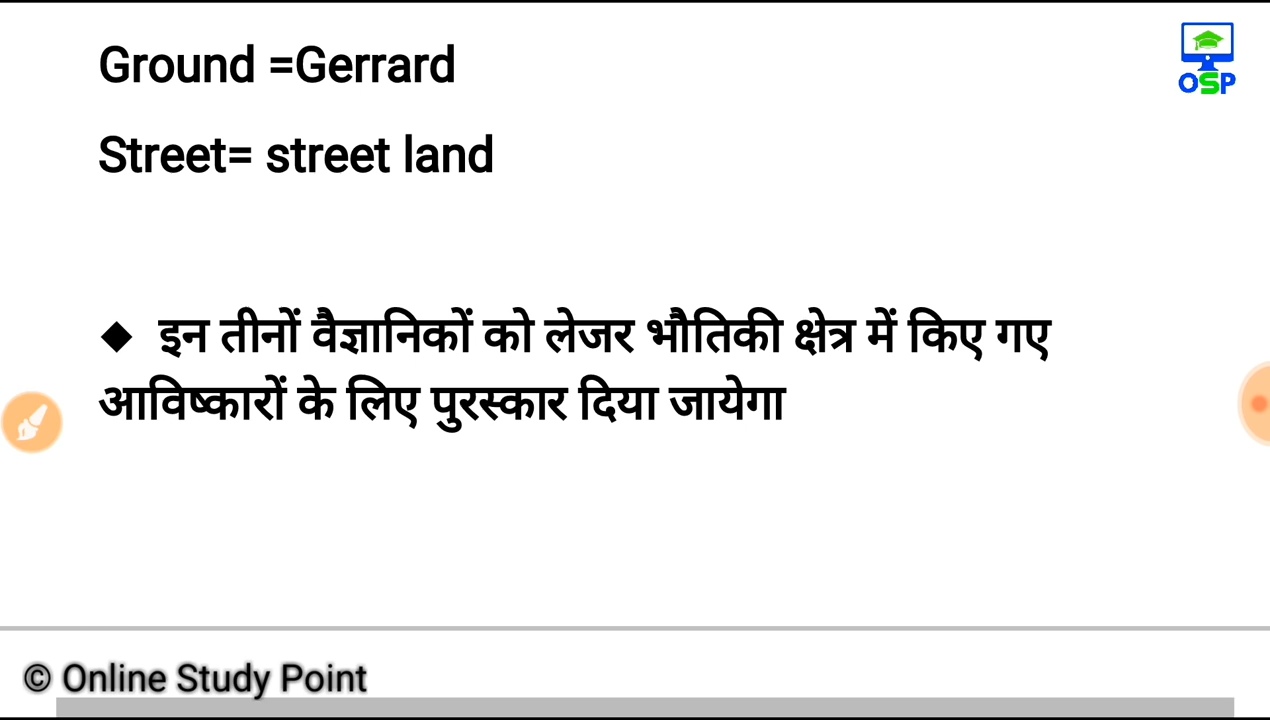 Ground =Gerrard
OSP
Street= street land
◆ इन तीनों वैज्ञानिकों को लेजर भौतिकी क्षेत्र में किए गए
आविष्कारों के लिए पुरस्कार दिया जायेगा
© Online Study Point